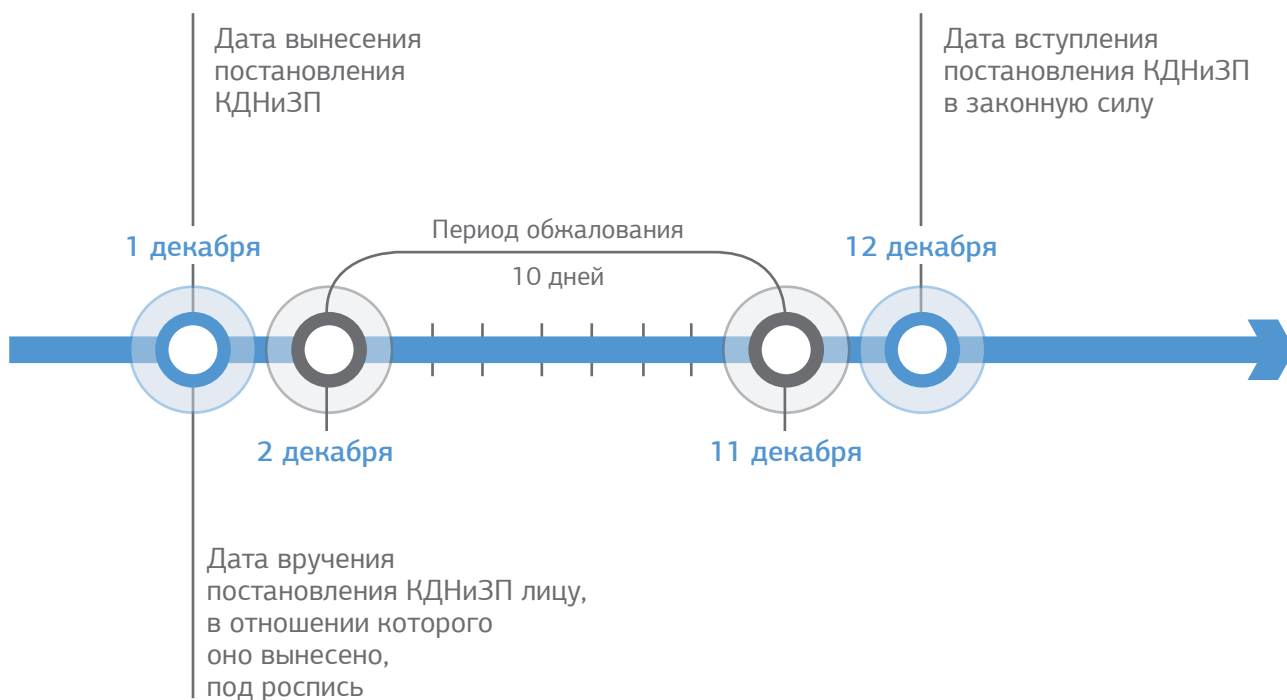 Дата вынесения
постановления
КДНиЗП
Дата вступления
постановления КДНиЗП
в законную силу
1 декабря
Период обжалования
10 дней
12 декабря
2 декабря
11 декабря
Дата вручения
постановления КДНиЗП лицу,
в отношении которого
оно вынесено,
под роспись